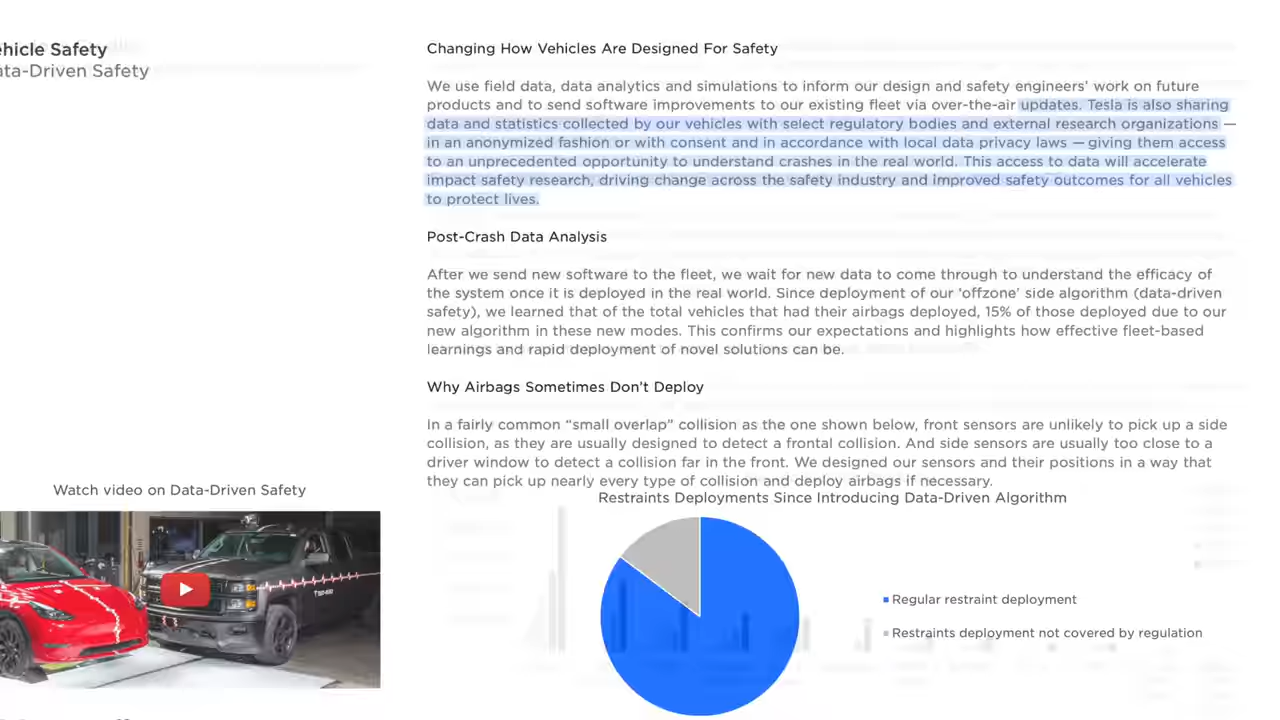 ehicle Safety
ata-Driven Safety
Changing How Vehicles Are Designed For Safety
We use field data, data analytics and simulations to inform our design and safety engineers' work on future
products and to send software improvements to our existing fleet via over-the-air updates. Tesla is also sharing
data and statistics collected by our vehicles with select regulatory bodies and external research organizations —
in an anonymized fashion or with consent and in accordance with local data privacy laws — giving them access
to an unprecedented opportunity to understand crashes in the real world. This access to data will accelerate
impact safety research, driving change across the safety industry and improved safety outcomes for all vehicles
to protect lives.
Post-Crash Data Analysis
After we send new software to the fleet, we wait for new data to come through to understand the efficacy of
the system once it is deployed in the real world. Since deployment of our 'offzone' side algorithm (data-driven
safety), we learned that of the total vehicles that had their airbags deployed, 15% of those deployed due to our
new algorithm in these new modes. This confirms our expectations and highlights how effective fleet-based
learnings and rapid deployment of novel solutions can be.
Why Airbags Sometimes Don't Deploy
In a fairly common “small overlap” collision as the one shown below, front sensors are unlikely to pick up a side
collision, as they are usually designed to detect a frontal collision. And side sensors are usually too close to a
driver window to detect a collision far in the front. We designed our sensors and their positions in a way that
they can pick up nearly every type of collision and deploy airbags if necessary.
Watch video on Data-Driven Safety
Restraints Deployments Since Introducing Data-Driven Algorithm
Regular restraint deployment
Restraints deployment not covered by regulation